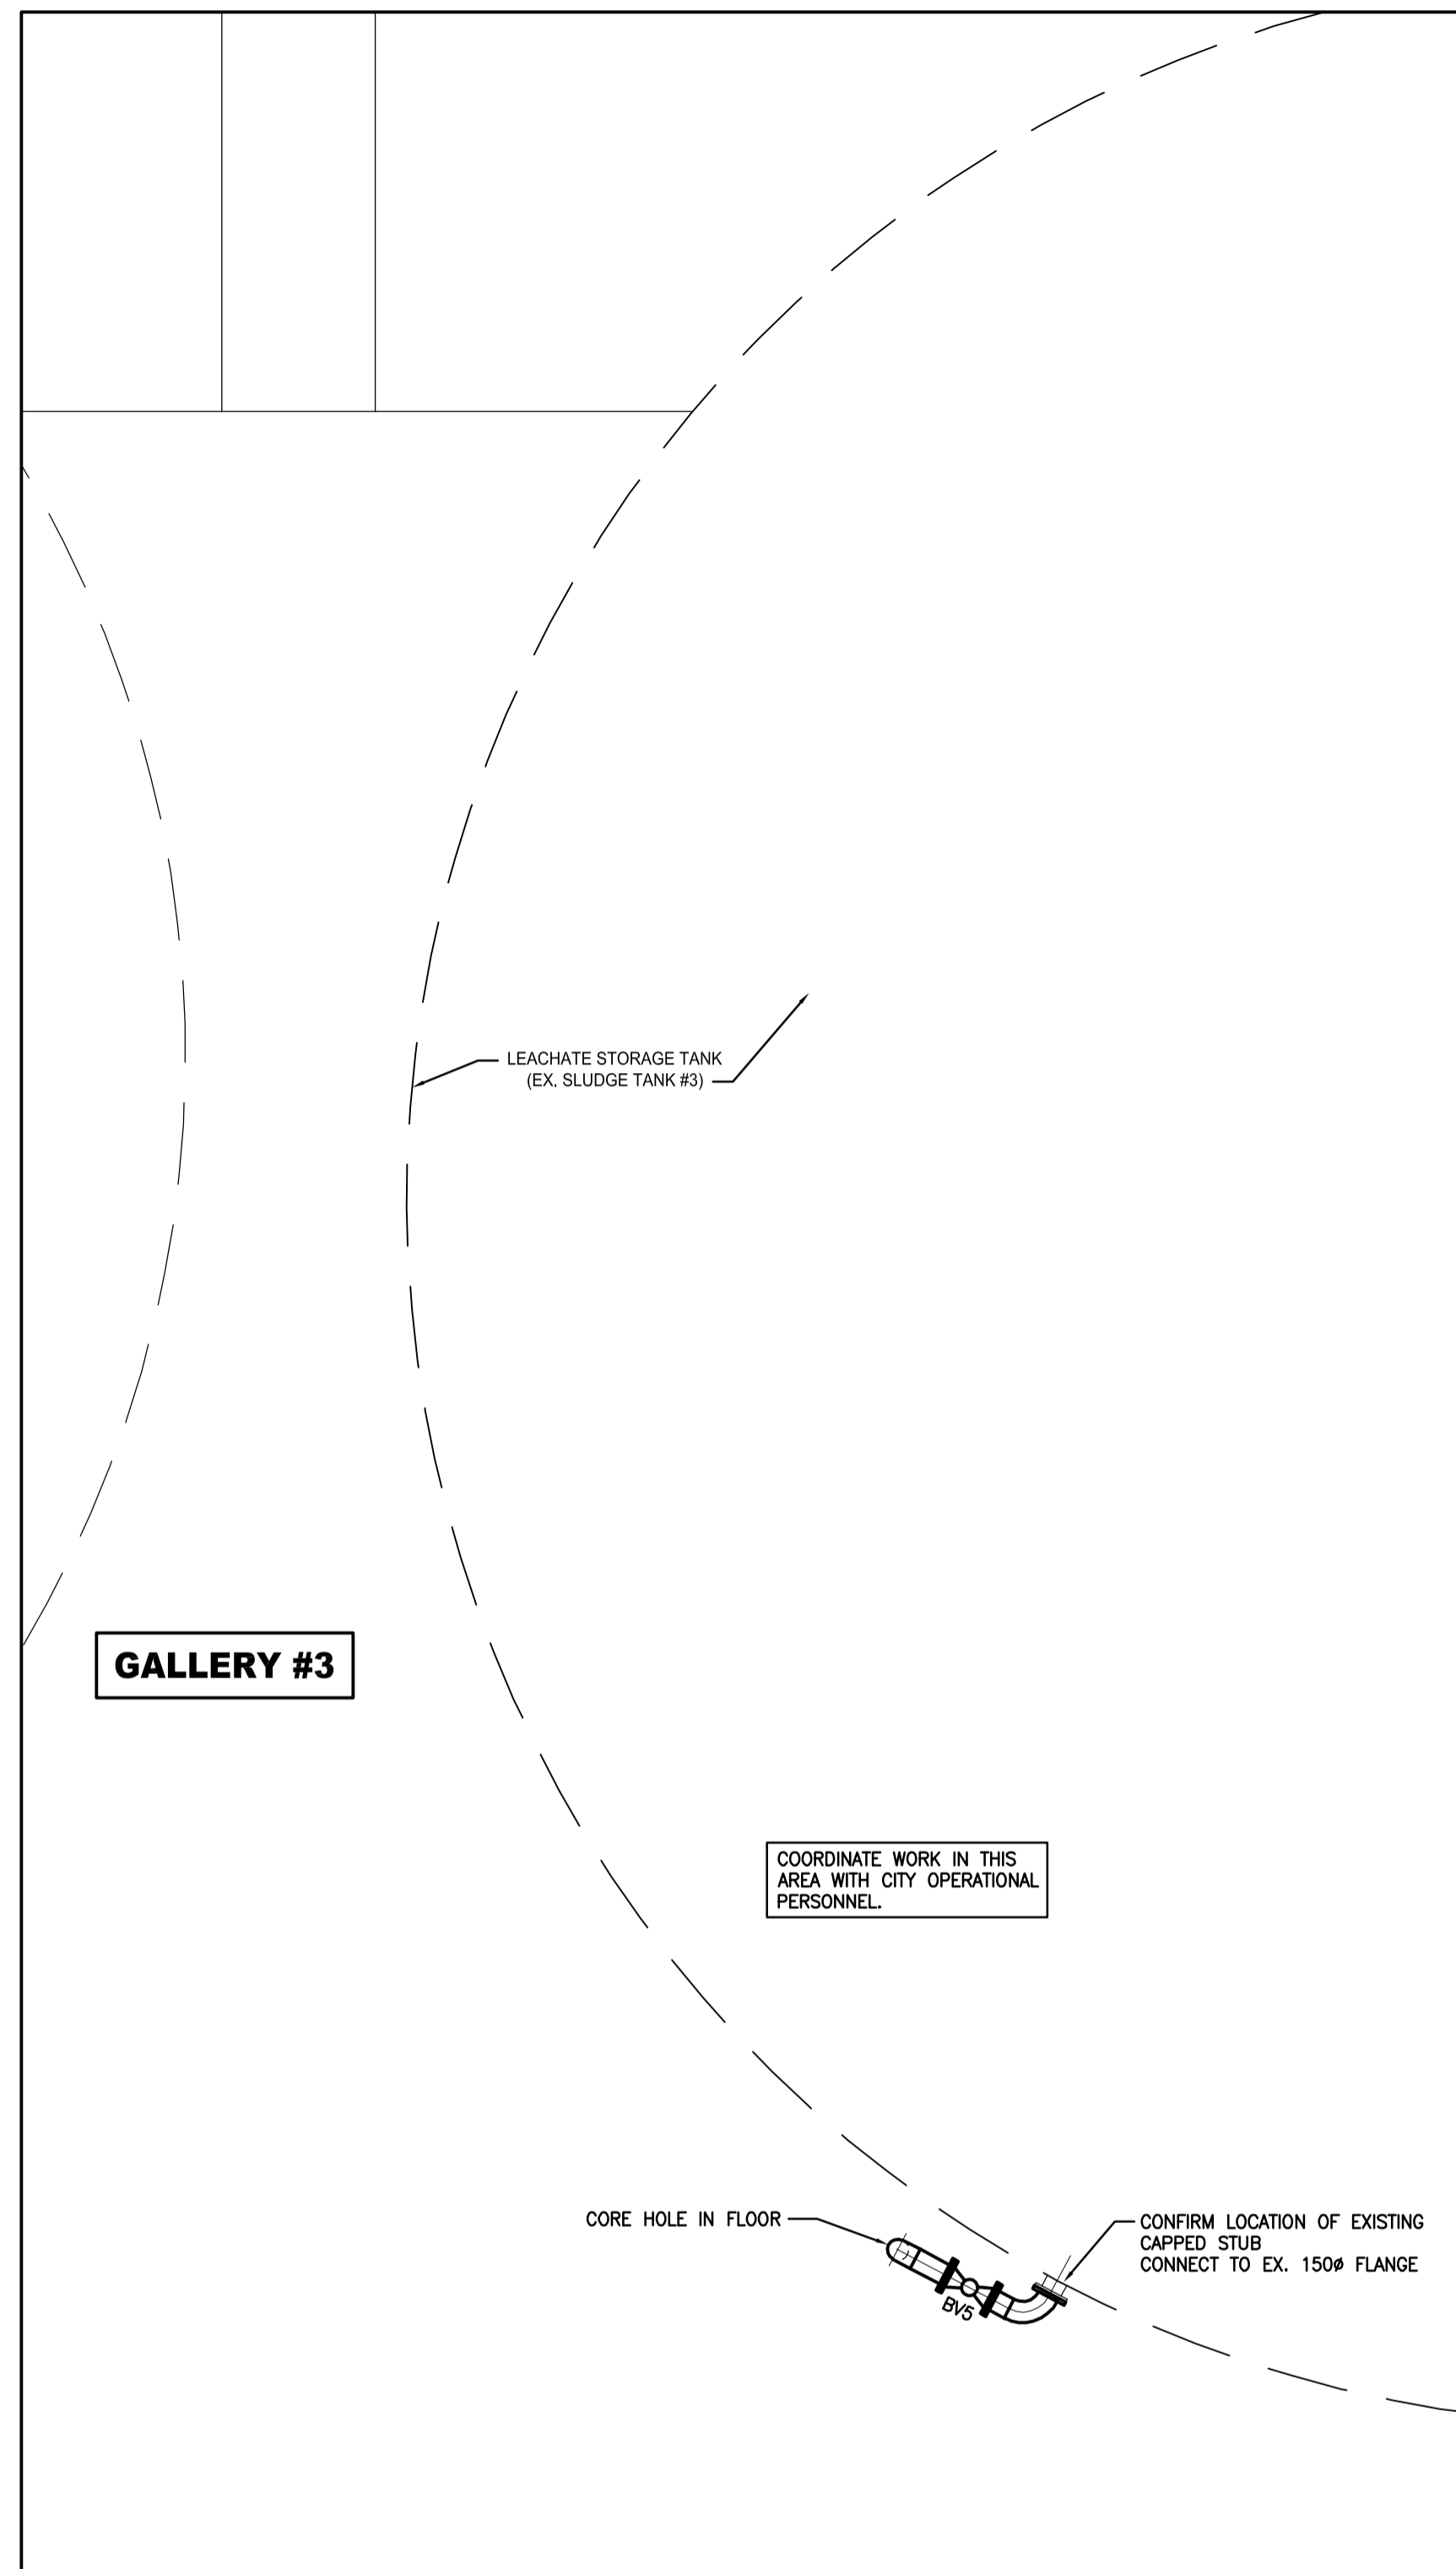 LEACHATE STORAGE TANK
(EX. SLUDGE TANK #3)
GALLERY #3
COORDINATE WORK IN THIS
AREA WITH CITY OPERATIONAL
PERSONNEL.
CORE HOLE IN FLOOR
CONFIRM LOCATION OF EXISTING
CAPPED STUB
CONNECT TO EX. 150ø FLANGE
BV5